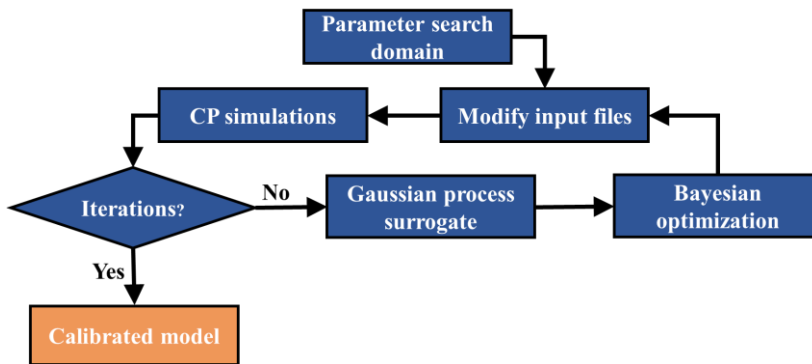 Parameter search
domain
CP simulations
Modify input files
Iterations?
No
Gaussian process
surrogate
Bayesian
optimization
Yes
Calibrated model